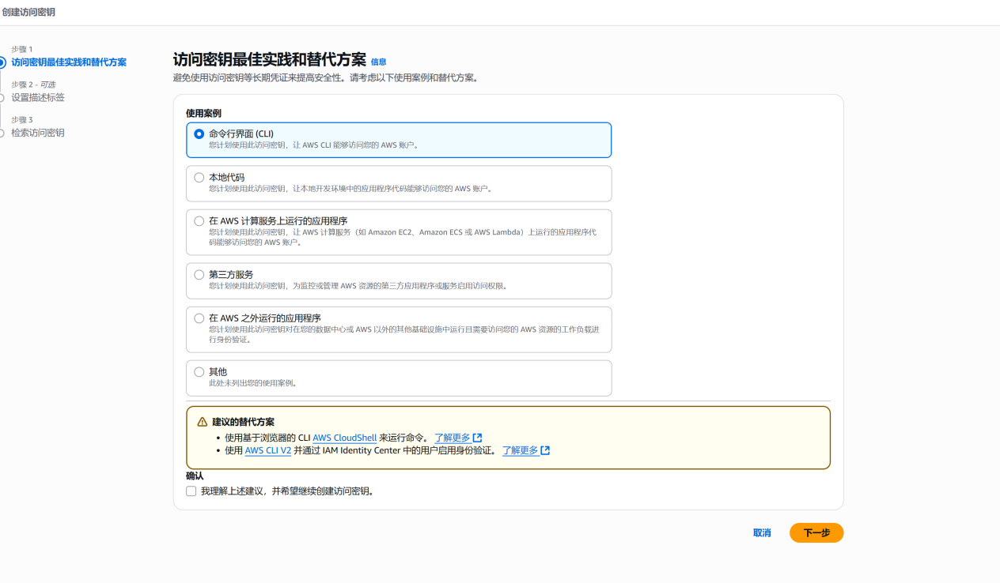 创建访问密钥
步骤 1
访问密钥最佳实践和替代方案
步骤 2 - 可选
设置描述标签
步骤 3
检索访问密钥
访问密钥最佳实践和替代方案 信息
避免使用访问密钥等长期凭证来提高安全性。请考虑以下使用案例和替代方案。
使用案例
命令行界面 (CLI)
您计划使用此访问密钥，让 AWS CLI 能够访问您的 AWS 账户。
本地代码
您计划使用此访问密钥，让本地开发环境中的应用程序代码能够访问您的 AWS 账户。
在 AWS 计算服务上运行的应用程序
您计划使用此访问密钥，让 AWS 计算服务（如 Amazon EC2、Amazon ECS 或 AWS Lambda）上运行的应用程序代
码能够访问您的 AWS 账户。
第三方服务
您计划使用此访问密钥，为监控或管理 AWS 资源的第三方应用程序或服务启用访问权限。
在 AWS 之外运行的应用程序
您计划使用此访问密钥对在您的数据中心或 AWS 以外的其他基础设施中运行且需要访问您的 AWS 资源的工作负载进
行身份验证。
其他
此处未列出您的使用案例。
建议的替代方案
• 使用基于浏览器的 CLI AWS CloudShell 来运行命令。 了解更多
• 使用 AWS CLI V2 并通过 IAM Identity Center 中的用户启用身份验证。 了解更多
确认
我理解上述建议，并希望继续创建访问密钥。
取消
下一步